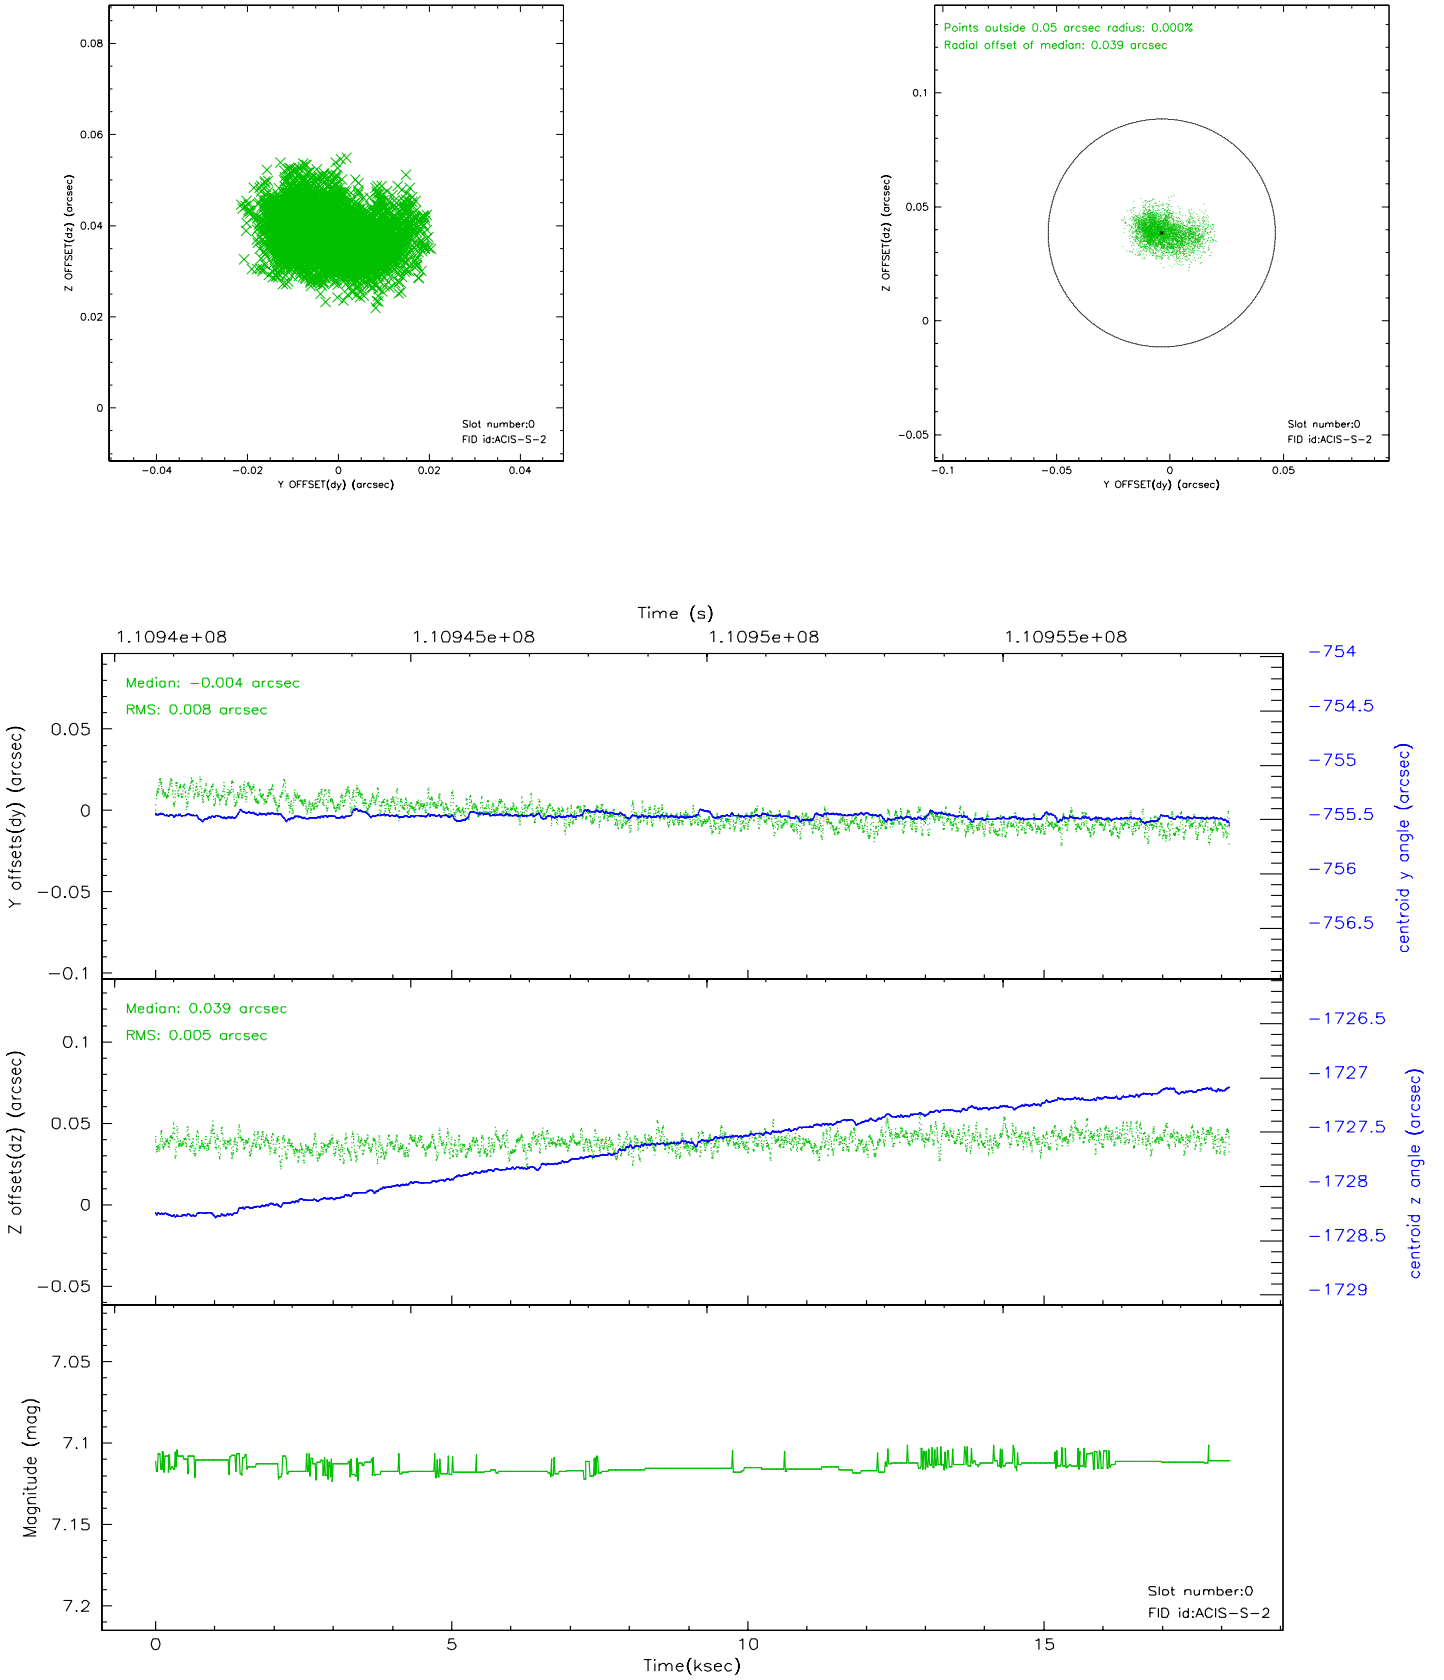 0.08
0.06
0.04
0.02
0
Z OFFSET(dz) (arcsec)
Slot number:0
FID id:ACIS-S-2
-0.04 -0.02 0 0.02 0.04
Y OFFSET(dy) (arcsec)
Points outside 0.05 arcsec radius: 0.000%
Radial offset of median: 0.039 arcsec
0.1
0.05
0
-0.05
Z OFFSET(dz) (arcsec)
Slot number:0
FID id:ACIS-S-2
-0.1 -0.05 0 0.05
Y OFFSET(dy) (arcsec)
Time (s)
1.1094e+08 1.10945e+08 1.1095e+08 1.10955e+08
Median: -0.004 arcsec
RMS: 0.008 arcsec
0.05
0
-0.05
-0.1
Y offsets(dy) (arcsec)
-754
-754.5
-755
-755.5
-756
-756.5
centroid y angle (arcsec)
Median: 0.039 arcsec
RMS: 0.005 arcsec
0.1
0.05
0
-0.05
Z offsets(dz) (arcsec)
-1726.5
-1727
-1727.5
-1728
-1728.5
-1729
centroid z angle (arcsec)
7.05
7.1
7.15
7.2
Magnitude (mag)
Slot number:0
FID id:ACIS-S-2
0 5 10 15
Time(ksec)